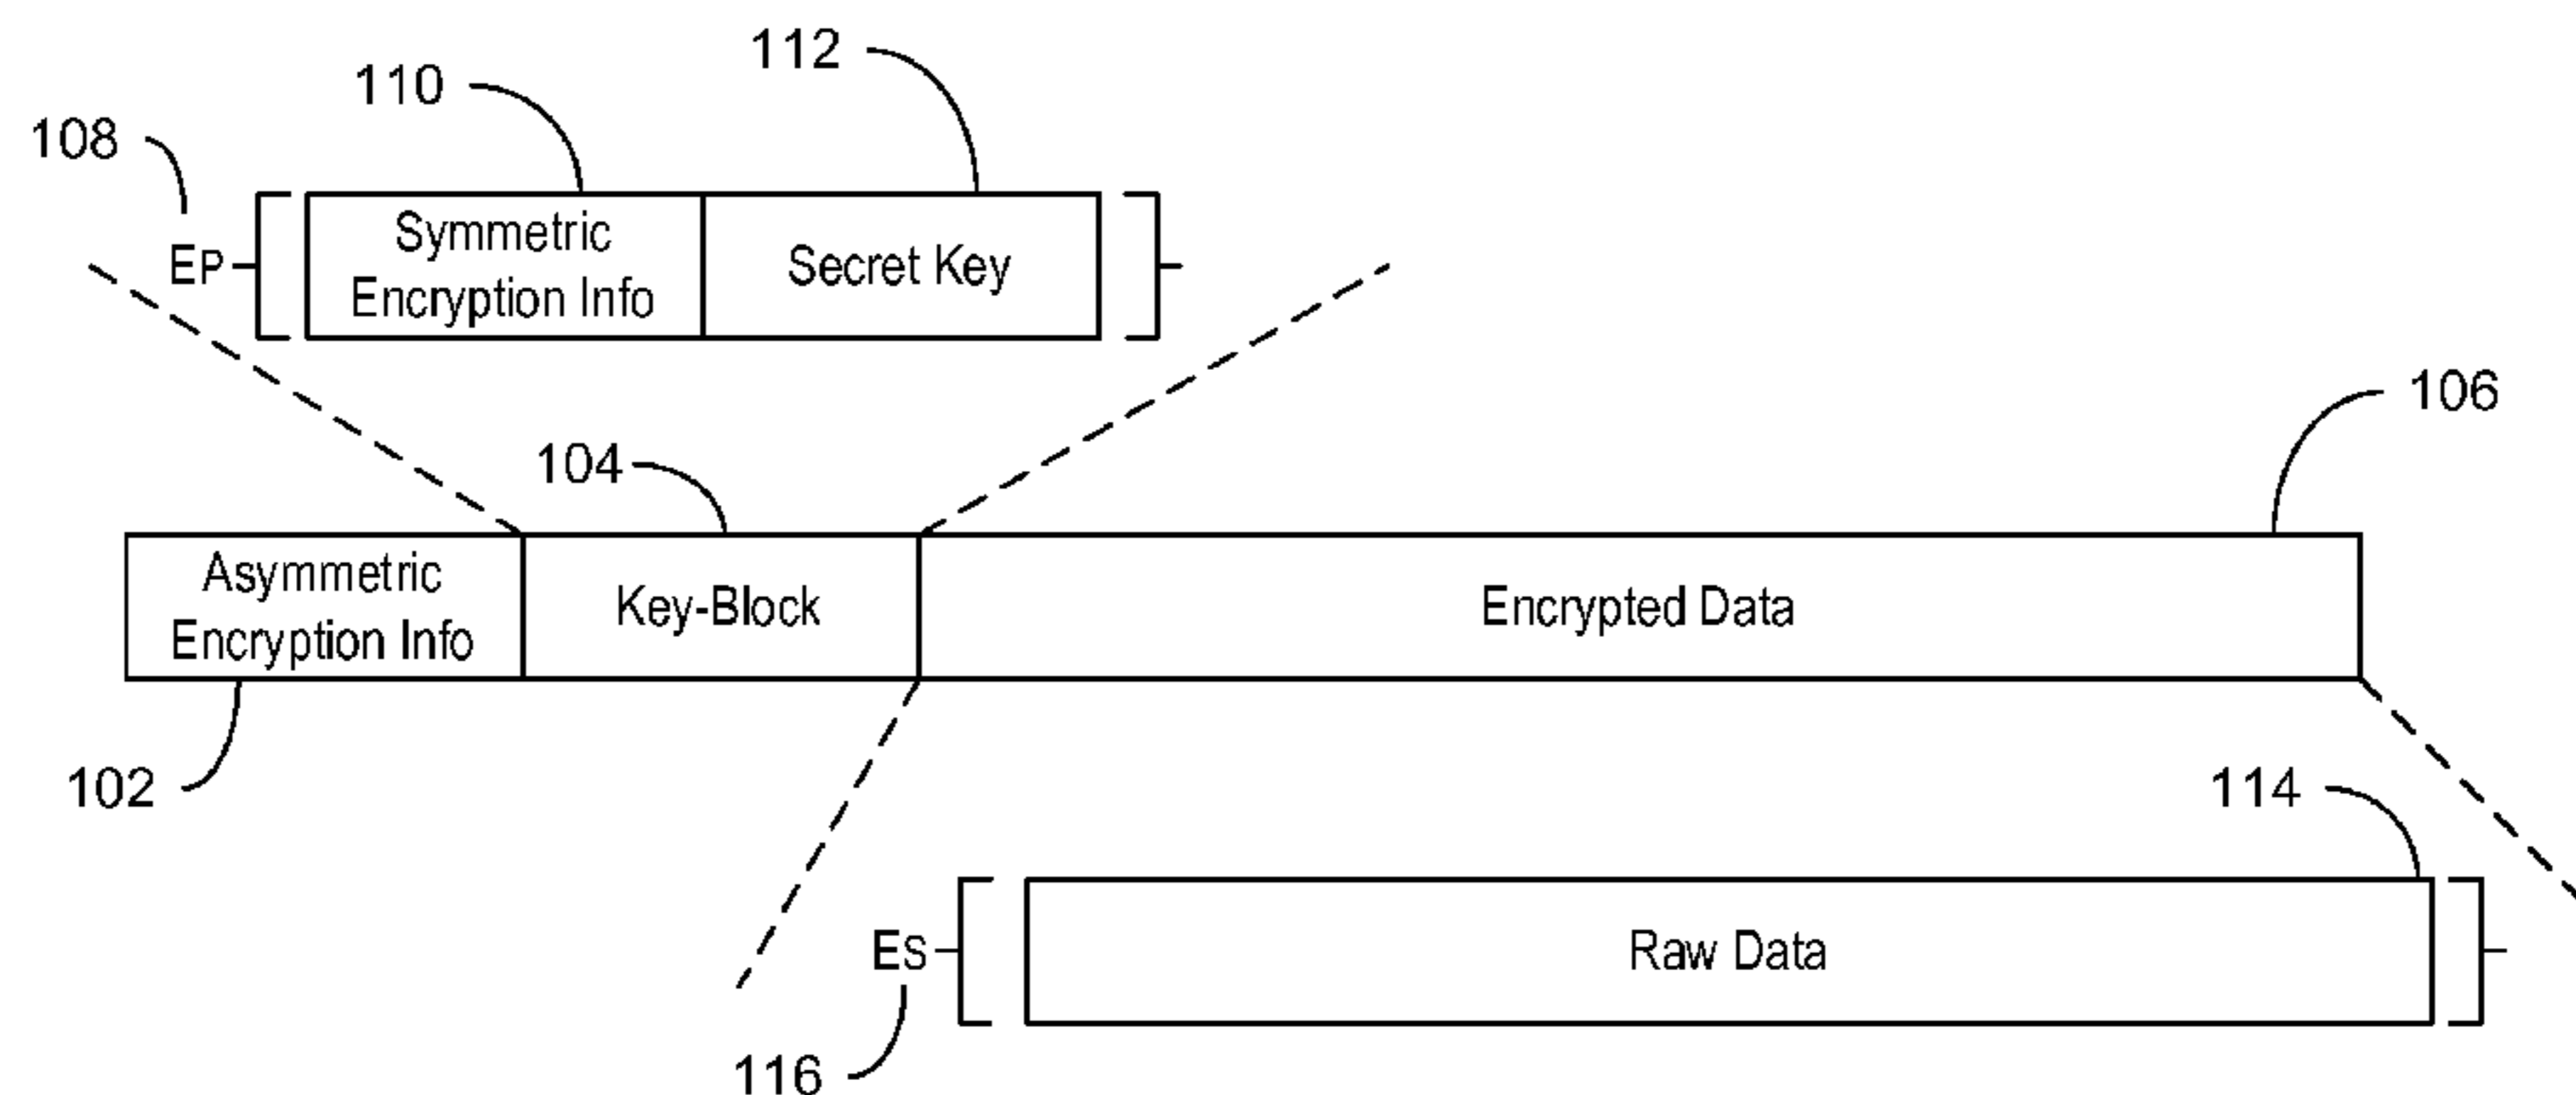 112
110
108
Symmetric
Encryption Info
Secret Key
EP
106
104
Asymmetric
Encryption Info
Key-Block
Encrypted Data
102
114
ES
Raw Data
116